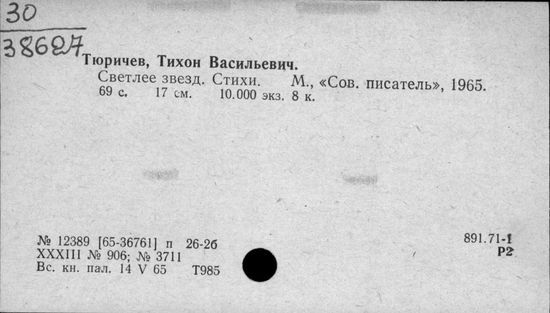 30
38627
Тюричев, Тихон Васильевич.
Светлее звезд. Стихи. М., «Сов. писатель», 1965.
69 с. 17 см. 10.000 экз. 8 к.
№ 12389 [65-36761] п 26-2б
XXXIII № 906; № 3711
Вс. кн. пал. 14 V 65 Т985
891.71-1
Р2